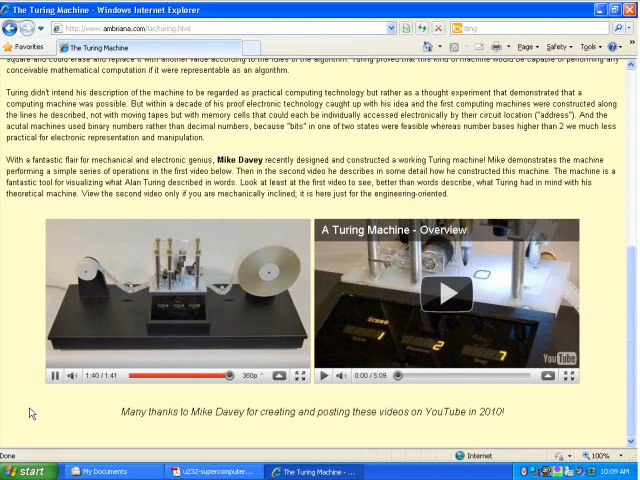 The Turing Machine - Windows Internet Explorer
http://www.ambriana.com/lac/turing.html
Bing
Favorites
The Turing Machine
Page
Safety
Tools
square and could erase and replace it with another value according to the rules of the algorithm. Turing proved that this kind of machine would be capable of performing any
conceivable mathematical computation if it were representable as an algorithm.
Turing didn't intend his description of the machine to be regarded as practical computing technology but rather as a thought experiment that demonstrated that a
computing machine was possible. But within a decade of his proof electronic technology caught up with his idea and the first computing machines were constructed along
the lines he described, not with moving tapes but with memory cells that could each be individually accessed electronically by their circuit location ("address"). And the
acutal machines used binary numbers rather than decimal numbers, because "bits" in one of two states were feasible whereas number bases higher than 2 we much less
practical for electronic representation and manipulation.
With a fantastic flair for mechanical and electronic genius, Mike Davey recently designed and constructed a working Turing machine! Mike demonstrates the machine
performing a simple series of operations in the first video below. Then in the second video he describes in some detail how he constructed this machine. The machine is a
fantastic tool for visualizing what Alan Turing described in words. Look at least at the first video to see, better than words describe, what Turing had in mind with his
theoretical machine. View the second video only if you are mechanically inclined; it is here just for the engineering-oriented.
A Turing Machine - Overview
Erase
1
2
7
YouTube
1:40 / 1:41
360p
0:00 / 5:09
Many thanks to Mike Davey for creating and posting these videos on YouTube in 2010!
Done
Internet
100%
start
My Documents
u232-supercomputer...
The Turing Machine - ...
10:09 AM